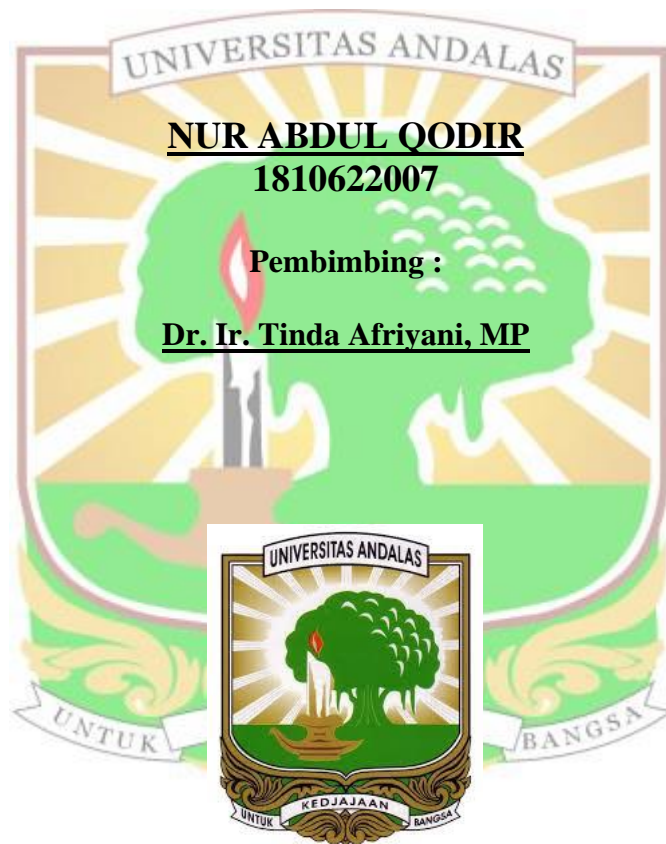 UNIVERSITAS ANDALAS
NUR ABDUL QODIR
1810622007
Pembimbing :
Dr. Ir. Tinda Afriyani, MP
UNIVERSITAS ANDALAS
UNTUK
BANGSA
UNTUK KEDJAJAAN BANGSA